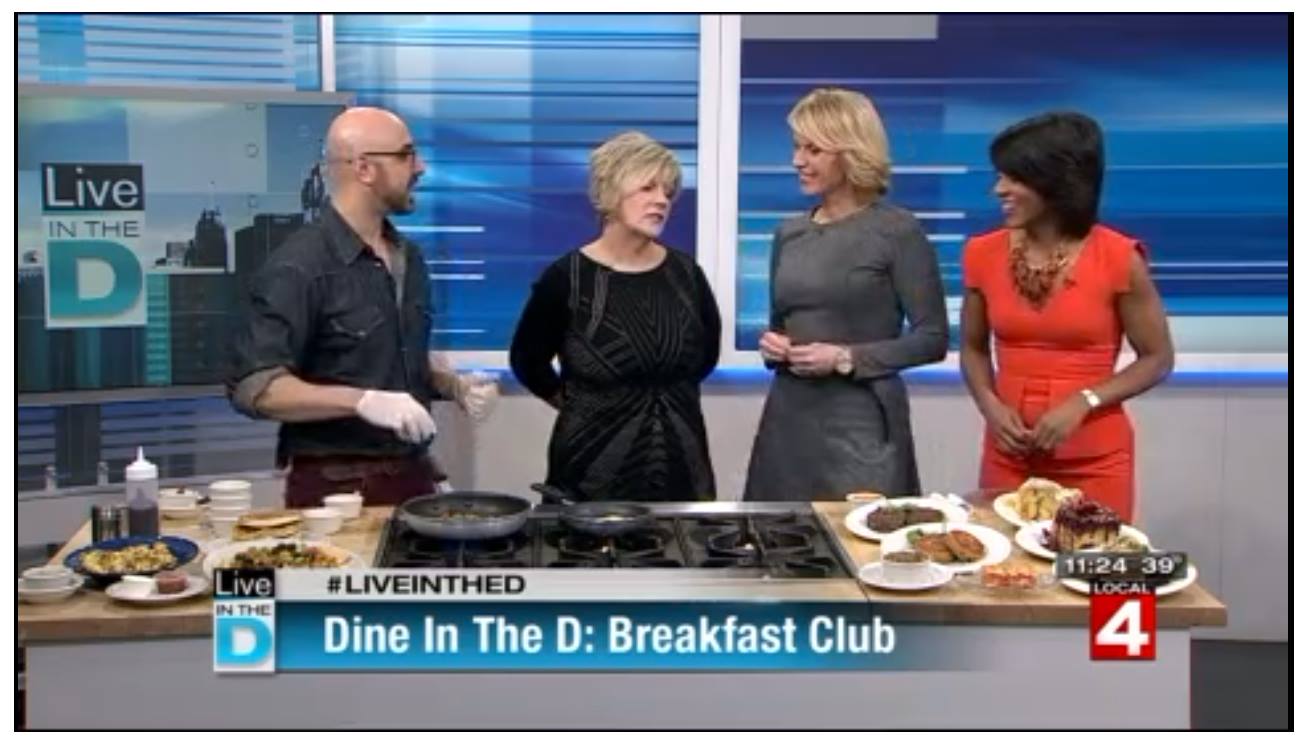 Live
IN THE
D
Live
IN THE
D
#LIVEINTHED
Dine In The D: Breakfast Club
11:24 39°
LOCAL
4